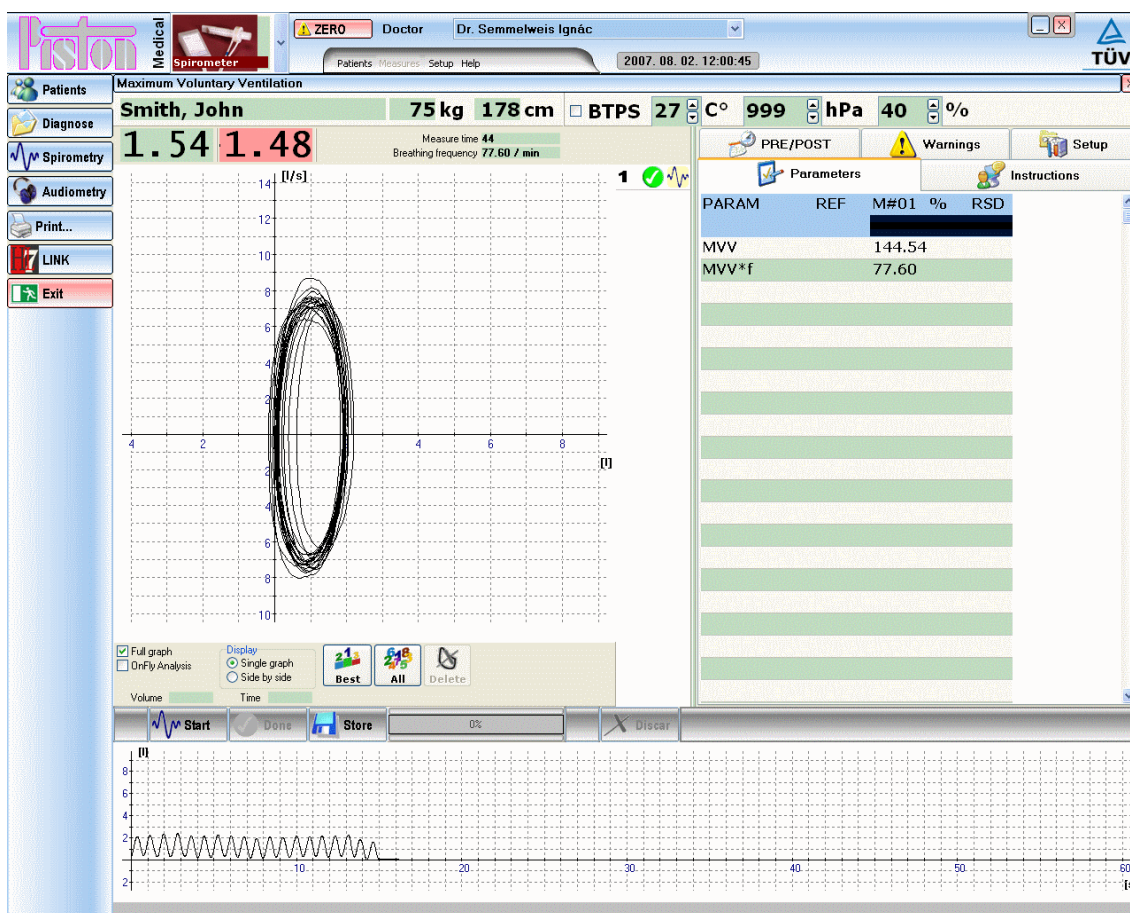 Piston
Medical
Spirometer
ZERO
Doctor
Dr. Semmelweis Ignác
Patients Measures Setup Help
2007. 08. 02. 12:00:45
TÜV
Patients
Diagnose
Spirometry
Audiometry
Print...
LINK
Exit
Maximum Voluntary Ventilation
Smith, John 75 kg 178 cm BTPS 27 C° 999 hPa 40 %
1.54 1.48
Measure time 44
Breathing frequency 77.60 / min
1
[l/s]
14
12
10
8
6
4
2
4 2 4 6 8
[l]
2
4
6
8
10
PRE/POST
Warnings
Setup
Parameters
Instructions
PARAM REF M#01 % RSD
MVV 144.54
MVV*f 77.60
Full graph
OnFly Analysis
Display
Single graph
Side by side
Best
All
Delete
Volume
Time
Start
Done
Store
0%
Discar
[l]
8
6
4
2
10 20 30 40 50 60
2